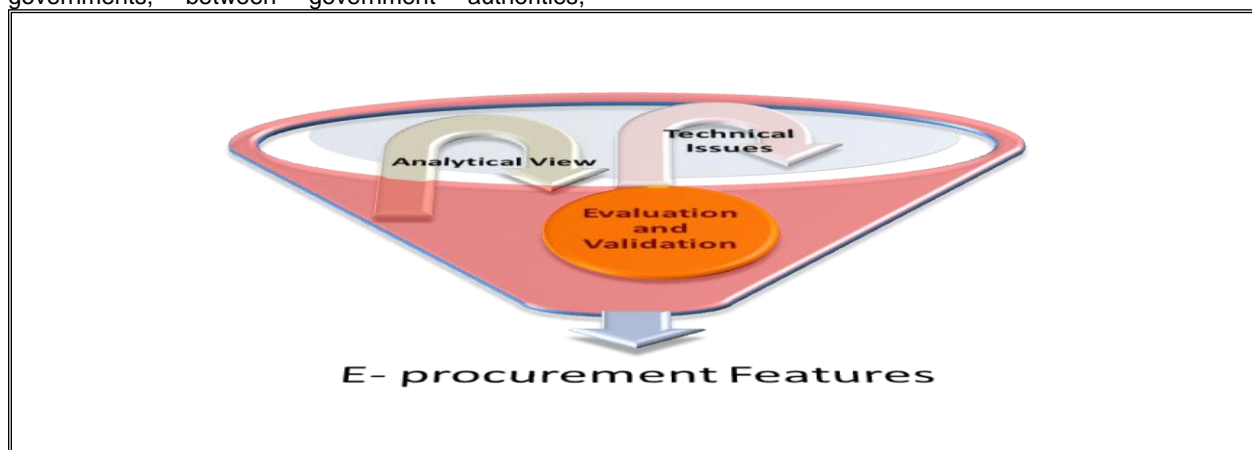 governments, between government authorities,
Analytical View
Technical
Issues
Evaluation
and
Validation
E- procurement Features